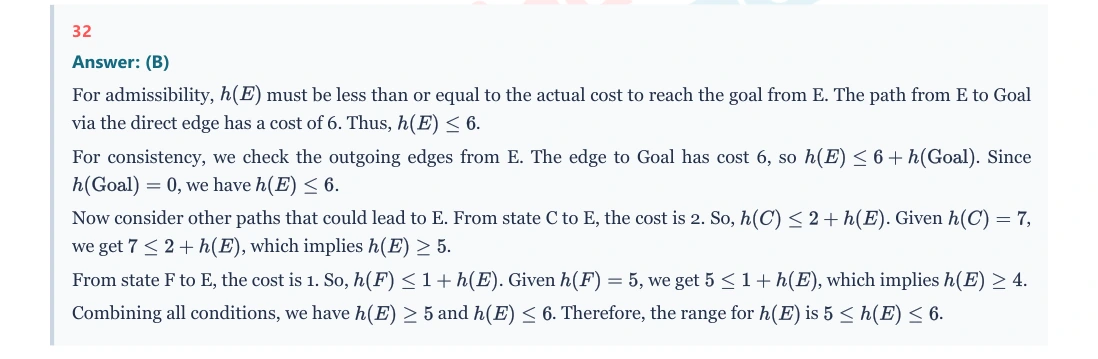 32
Answer: (B)
For admissibility, h(E) must be less than or equal to the actual cost to reach the goal from E. The path from E to Goal
via the direct edge has a cost of 6. Thus, h(E) ≤ 6.
For consistency, we check the outgoing edges from E. The edge to Goal has cost 6, so h(E) ≤ 6 + h(Goal). Since
h(Goal) = 0, we have h(E) ≤ 6.
Now consider other paths that could lead to E. From state C to E, the cost is 2. So, h(C) ≤ 2 + h(E). Given h(C) = 7,
we get 7 ≤ 2 + h(E), which implies h(E) ≥ 5.
From state F to E, the cost is 1. So, h(F) ≤ 1 + h(E). Given h(F) = 5, we get 5 ≤ 1 + h(E), which implies h(E) ≥ 4.
Combining all conditions, we have h(E) ≥ 5 and h(E) ≤ 6. Therefore, the range for h(E) is 5 ≤ h(E) ≤ 6.